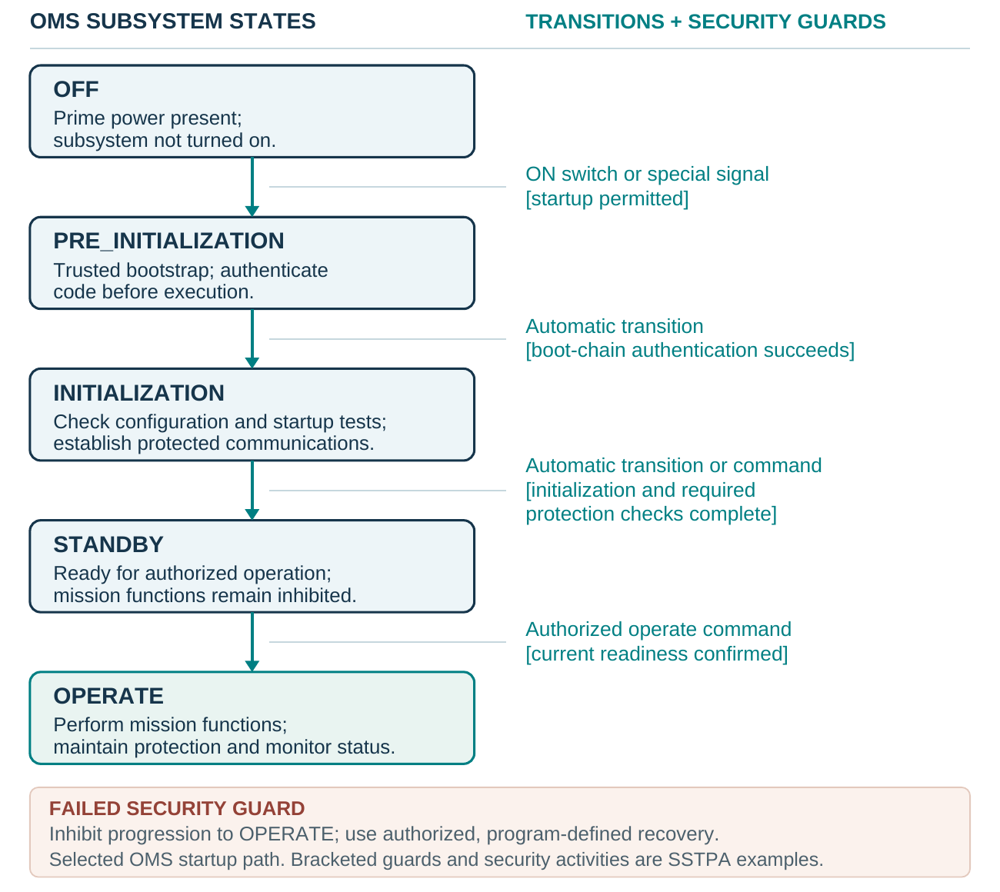 OMS SUBSYSTEM STATES
TRANSITIONS + SECURITY GUARDS
OFF
Prime power present;
subsystem not turned on.
ON switch or special signal
[startup permitted]
PRE_INITIALIZATION
Trusted bootstrap; authenticate
code before execution.
Automatic transition
[boot-chain authentication succeeds]
INITIALIZATION
Check configuration and startup tests;
establish protected communications.
Automatic transition or command
[initialization and required
protection checks complete]
STANDBY
Ready for authorized operation;
mission functions remain inhibited.
Authorized operate command
[current readiness confirmed]
OPERATE
Perform mission functions;
maintain protection and monitor status.
FAILED SECURITY GUARD
Inhibit progression to OPERATE; use authorized, program-defined recovery.
Selected OMS startup path. Bracketed guards and security activities are SSTPA examples.